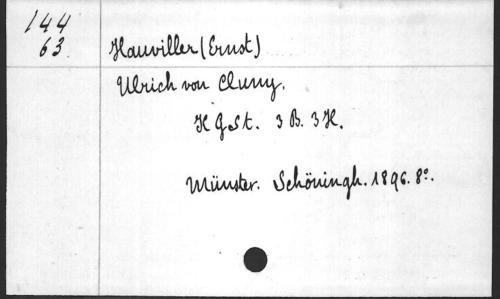 144
63
Hauviller (Ernst)
Ulrich von Cluny.
K G St. 3 B. 3 H.
Münster. Schöningh. 1896. 8°.